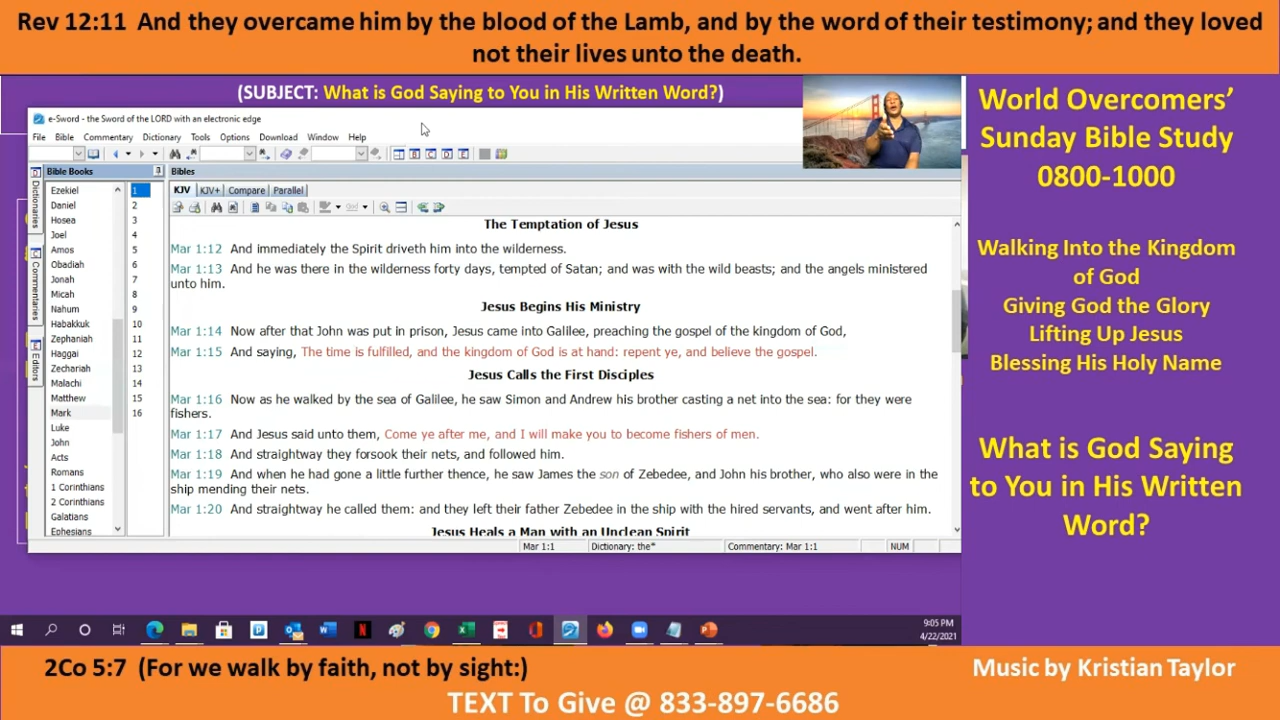 Rev 12:11 And they overcame him by the blood of the Lamb, and by the word of their testimony; and they loved
not their lives unto the death.
(SUBJECT: What is God Saying to You in His Written Word?)
e-Sword - the Sword of the LORD with an electronic edge
File Bible Commentary Dictionary Tools Options Download Window Help
B C D E
Bible Books
Bibles
Dictionaries
Commentaries
Editors
Ezekiel 1
Daniel 2
Hosea 3
Joel 4
Amos 5
Obadiah 6
Jonah 7
Micah 8
Nahum 9
Habakkuk 10
Zephaniah 11
Haggai 12
Zechariah 13
Malachi 14
Matthew 15
Mark 16
Luke
John
Acts
Romans
1 Corinthians
2 Corinthians
Galatians
Ephesians
KJV KJV+ Compare Parallel
The Temptation of Jesus
Mar 1:12 And immediately the Spirit driveth him into the wilderness.
Mar 1:13 And he was there in the wilderness forty days, tempted of Satan; and was with the wild beasts; and the angels ministered
unto him.
Jesus Begins His Ministry
Mar 1:14 Now after that John was put in prison, Jesus came into Galilee, preaching the gospel of the kingdom of God,
Mar 1:15 And saying, The time is fulfilled, and the kingdom of God is at hand: repent ye, and believe the gospel.
Jesus Calls the First Disciples
Mar 1:16 Now as he walked by the sea of Galilee, he saw Simon and Andrew his brother casting a net into the sea: for they were
fishers.
Mar 1:17 And Jesus said unto them, Come ye after me, and I will make you to become fishers of men.
Mar 1:18 And straightway they forsook their nets, and followed him.
Mar 1:19 And when he had gone a little further thence, he saw James the son of Zebedee, and John his brother, who also were in the
ship mending their nets.
Mar 1:20 And straightway he called them: and they left their father Zebedee in the ship with the hired servants, and went after him.
Jesus Heals a Man with an Unclean Spirit
Mar 1:1 Dictionary: the* Commentary: Mar 1:1 NUM
World Overcomers’
Sunday Bible Study
0800-1000
Walking Into the Kingdom
of God
Giving God the Glory
Lifting Up Jesus
Blessing His Holy Name
What is God Saying
to You in His Written
Word?
9:05 PM
4/22/2021
2Co 5:7 (For we walk by faith, not by sight:)
Music by Kristian Taylor
TEXT To Give @ 833-897-6686